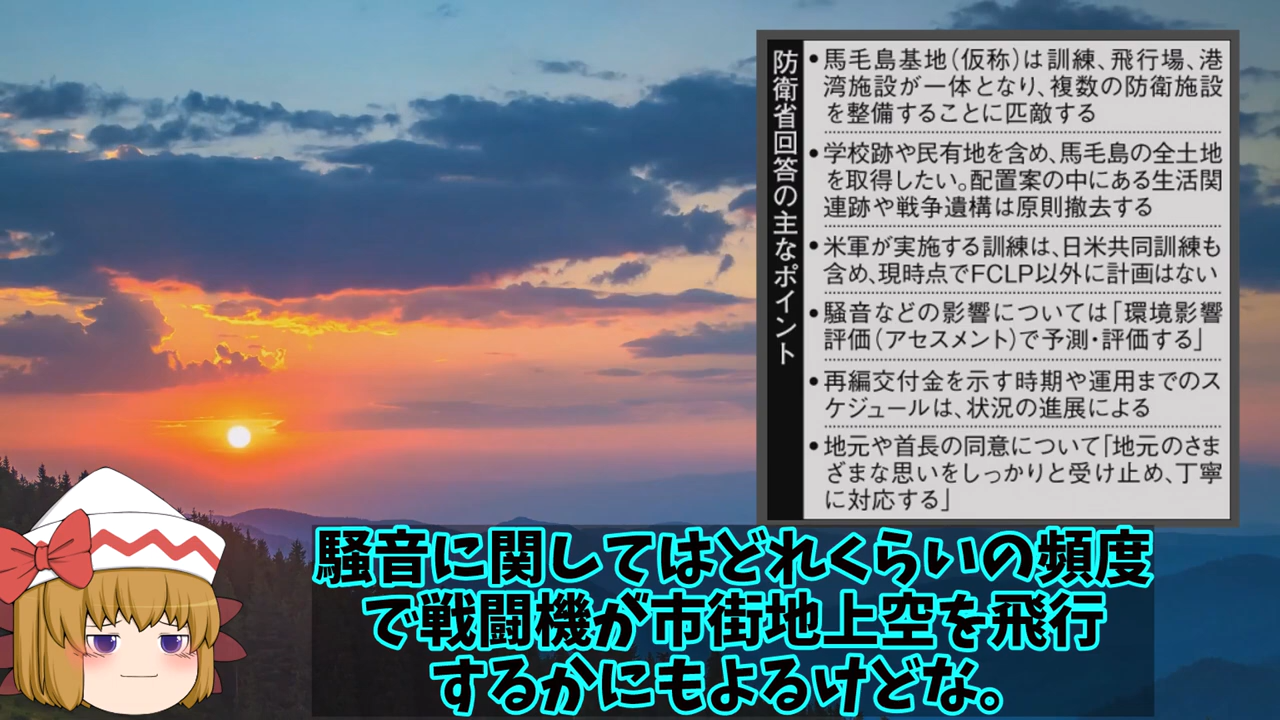 防衛省回答の主なポイント
●馬毛島基地(仮称)は訓練、飛行場、港
湾施設が一体となり、複数の防衛施設
を整備することに匹敵する
●学校跡や民有地を含め、馬毛島の全土地
を取得したい。配置案の中にある生活関
連跡や戦争遺構は原則撤去する
●米軍が実施する訓練は、日米共同訓練も
含め、現時点でFCLP以外に計画はない
●騒音などの影響については「環境影響
評価(アセスメント)で予測・評価する」
●再編交付金を示す時期や運用までのス
ケジュールは、状況の進展による
●地元や首長の同意について「地元のさま
ざまな思いをしっかりと受け止め、丁寧
に対応する」
騒音に関してはどれくらいの頻度
で戦闘機が市街地上空を飛行
するかにもよるけどな。